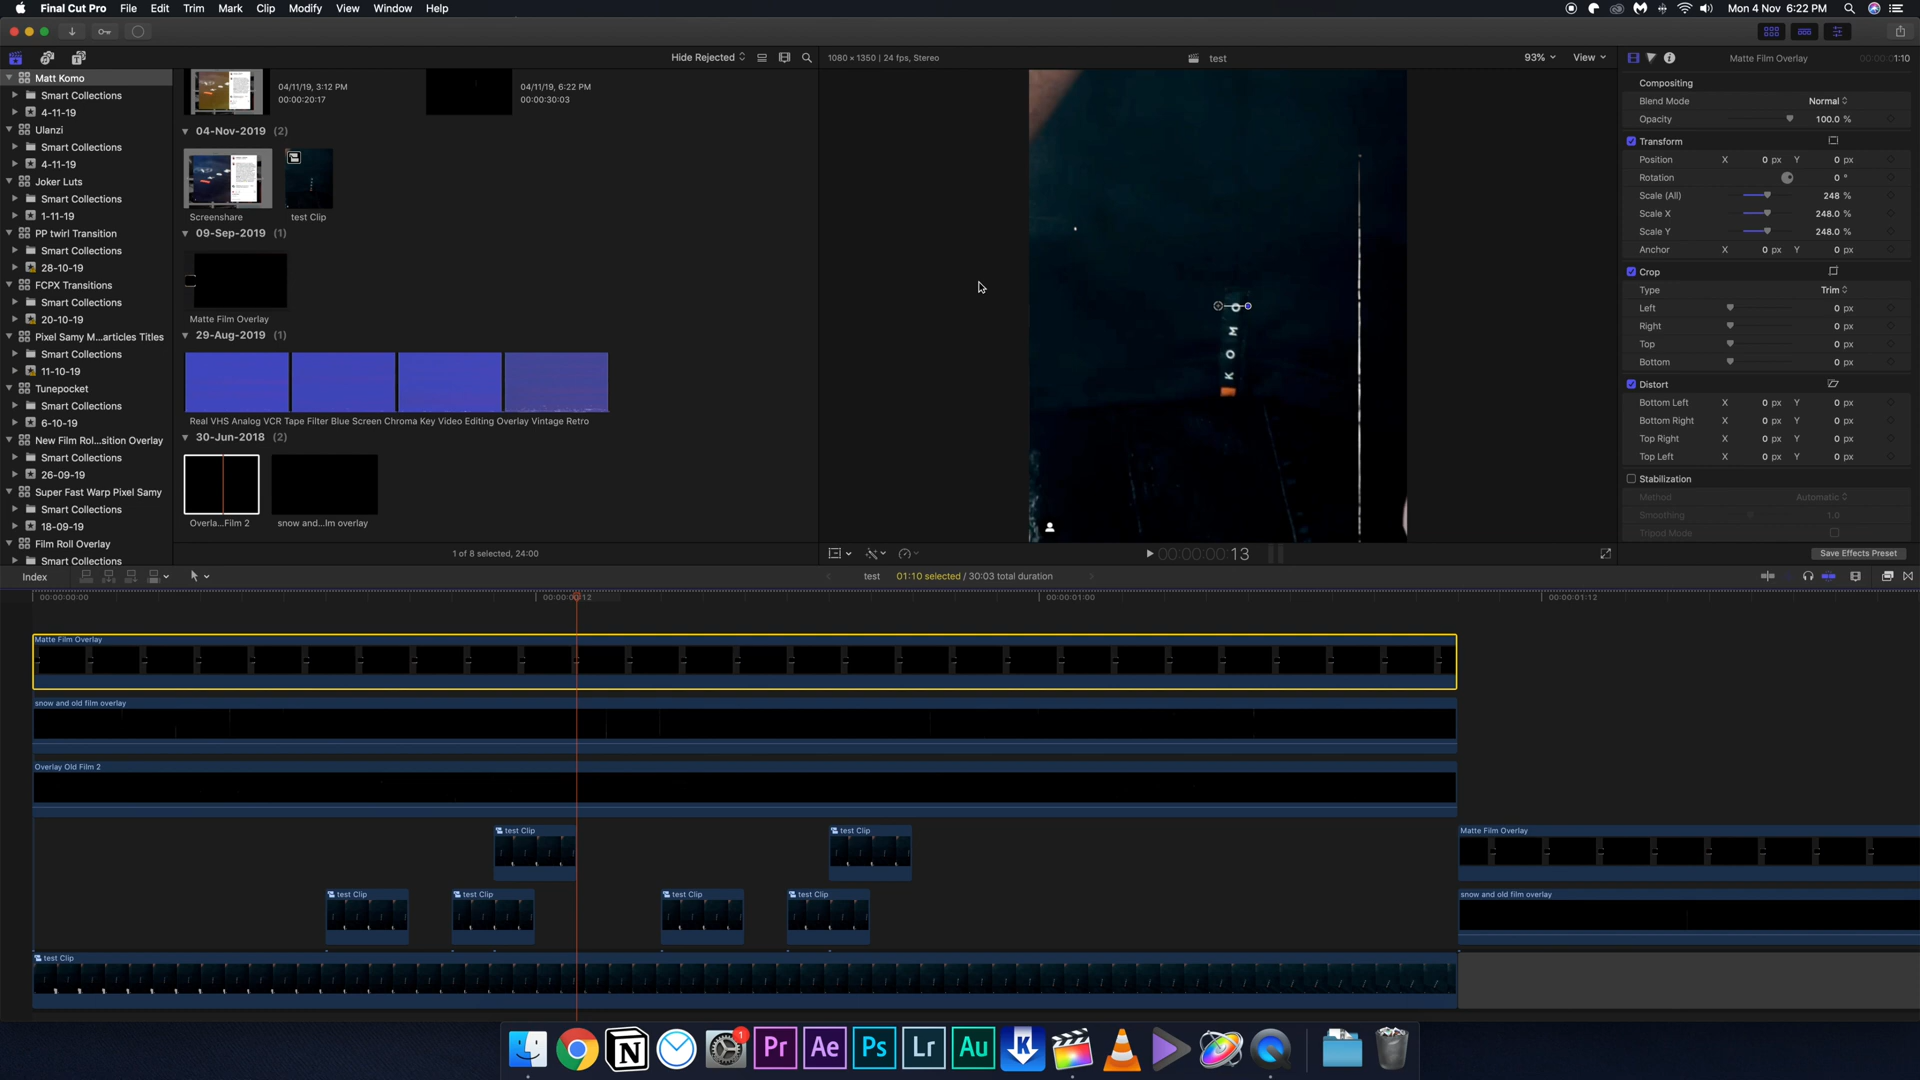 Final Cut Pro File Edit Trim Mark Clip Modify View Window Help
Mon 4 Nov 6:22 PM
Hide Rejected
1080 × 1350 | 24 fps, Stereo
test
93%
View
Matte Film Overlay
1:10
Matt Komo
Smart Collections
4-11-19
Ulanzi
Smart Collections
4-11-19
Joker Luts
Smart Collections
1-11-19
PP twirl Transition
Smart Collections
28-10-19
FCPX Transitions
Smart Collections
20-10-19
Pixel Samy M...articles Titles
Smart Collections
11-10-19
Tunepocket
Smart Collections
6-10-19
New Film Rol...sition Overlay
Smart Collections
26-09-19
Super Fast Warp Pixel Samy
Smart Collections
18-09-19
Film Roll Overlay
Smart Collections
04/11/19, 3:12 PM
00:00:20:17
04/11/19, 6:22 PM
00:00:30:03
04-Nov-2019 (2)
Screenshare
test Clip
09-Sep-2019 (1)
Matte Film Overlay
29-Aug-2019 (1)
Real VHS Analog VCR Tape Filter Blue Screen Chroma Key Video Editing Overlay Vintage Retro
30-Jun-2018 (2)
Overla...Film 2
snow and...lm overlay
1 of 8 selected, 24:00
KOMO
00:00:00:13
Compositing
Blend Mode Normal
Opacity 100.0 %
Transform
Position X 0 px Y 0 px
Rotation 0 °
Scale (All) 248 %
Scale X 248.0 %
Scale Y 248.0 %
Anchor X 0 px Y 0 px
Crop
Type Trim
Left 0 px
Right 0 px
Top 0 px
Bottom 0 px
Distort
Bottom Left X 0 px Y 0 px
Bottom Right X 0 px Y 0 px
Top Right X 0 px Y 0 px
Top Left X 0 px Y 0 px
Stabilization
Method Automatic
Smoothing 1.0
Tripod Mode
Save Effects Preset
Index
test
01:10 selected / 30:03 total duration
00:00:00:00
00:00:00:12
00:00:01:00
00:00:01:12
Matte Film Overlay
snow and old film overlay
Overlay Old Film 2
test Clip
test Clip
Matte Film Overlay
test Clip
test Clip
test Clip
test Clip
snow and old film overlay
test Clip
N
1
Pr
Ae
Ps
Lr
Au
K